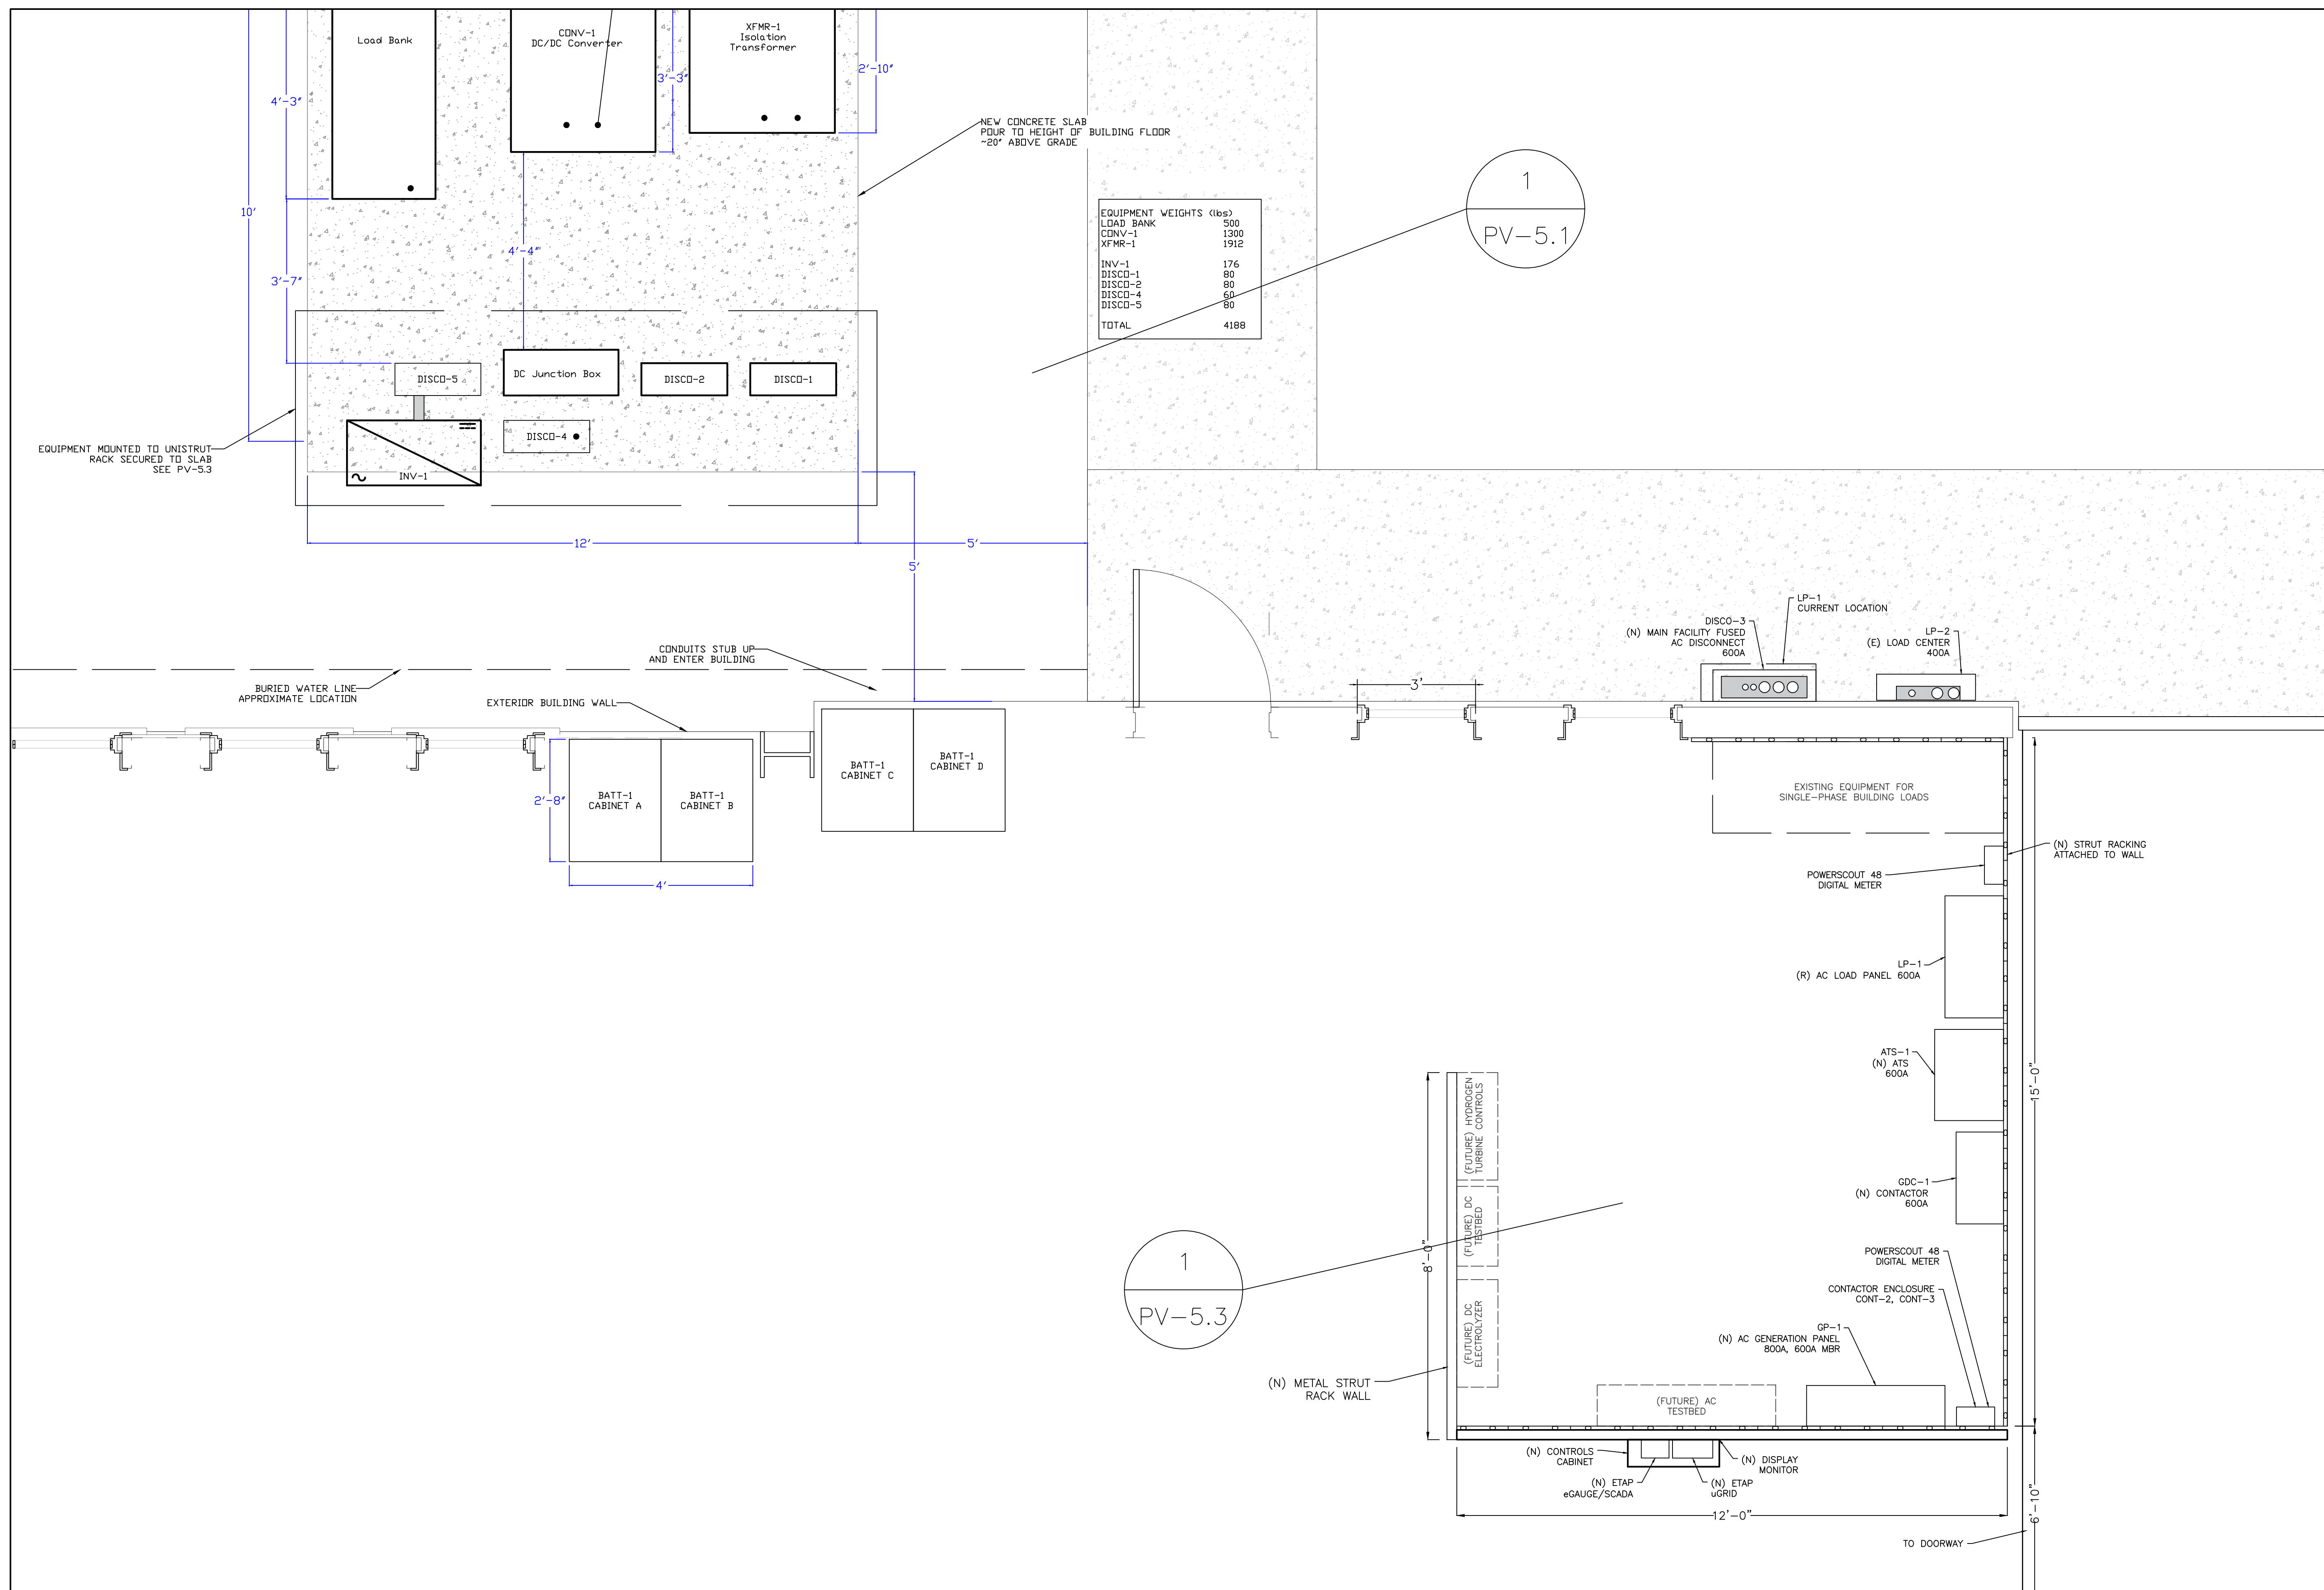 Load Bank
CONV-1
DC/DC Converter
XFMR-1
Isolation
Transformer
4'-3"
3'-3"
2'-10"
NEW CONCRETE SLAB
POUR TO HEIGHT OF BUILDING FLOOR
~20" ABOVE GRADE
1
PV-5.1
10'
4'-4"
3'-7"
EQUIPMENT WEIGHTS (lbs)
LOAD BANK 500
CONV-1 1300
XFMR-1 1912
INV-1 176
DISCO-1 80
DISCO-2 80
DISCO-4 60
DISCO-5 80
TOTAL 4188
DISCO-5
DC Junction Box
DISCO-2
DISCO-1
DISCO-4
INV-1
EQUIPMENT MOUNTED TO UNISTRUT
RACK SECURED TO SLAB
SEE PV-5.3
12'
5'
5'
CONDUITS STUB UP
AND ENTER BUILDING
BURIED WATER LINE
APPROXIMATE LOCATION
EXTERIOR BUILDING WALL
LP-1
CURRENT LOCATION
DISCO-3
(N) MAIN FACILITY FUSED
AC DISCONNECT
600A
LP-2
(E) LOAD CENTER
400A
3'
BATT-1
CABINET A
BATT-1
CABINET B
BATT-1
CABINET C
BATT-1
CABINET D
2'-8"
4'
EXISTING EQUIPMENT FOR
SINGLE-PHASE BUILDING LOADS
(N) STRUT RACKING
ATTACHED TO WALL
POWERSCOUT 48
DIGITAL METER
LP-1
(R) AC LOAD PANEL 600A
ATS-1
(N) ATS
600A
15'-0"
GDC-1
(N) CONTACTOR
600A
POWERSCOUT 48
DIGITAL METER
CONTACTOR ENCLOSURE
CONT-2, CONT-3
GP-1
(N) AC GENERATION PANEL
800A, 600A MBR
(FUTURE) HYDROGEN
TURBINE CONTROLS
(FUTURE) DC
TESTBED
(FUTURE) DC
ELECTROLYZER
8'-0"
1
PV-5.3
(N) METAL STRUT
RACK WALL
(FUTURE) AC
TESTBED
(N) CONTROLS
CABINET
(N) ETAP
eGAUGE/SCADA
(N) ETAP
uGRID
(N) DISPLAY
MONITOR
12'-0"
6'-10"
TO DOORWAY